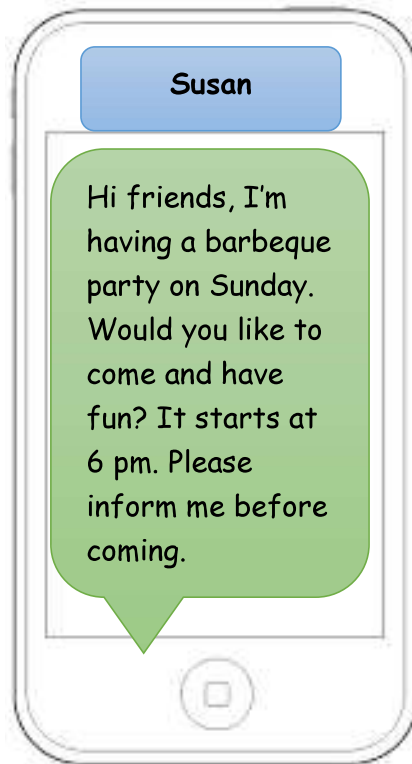 Susan
Hi friends, I'm
having a barbeque
party on Sunday.
Would you like to
come and have
fun? It starts at
6 pm. Please
inform me before
coming.